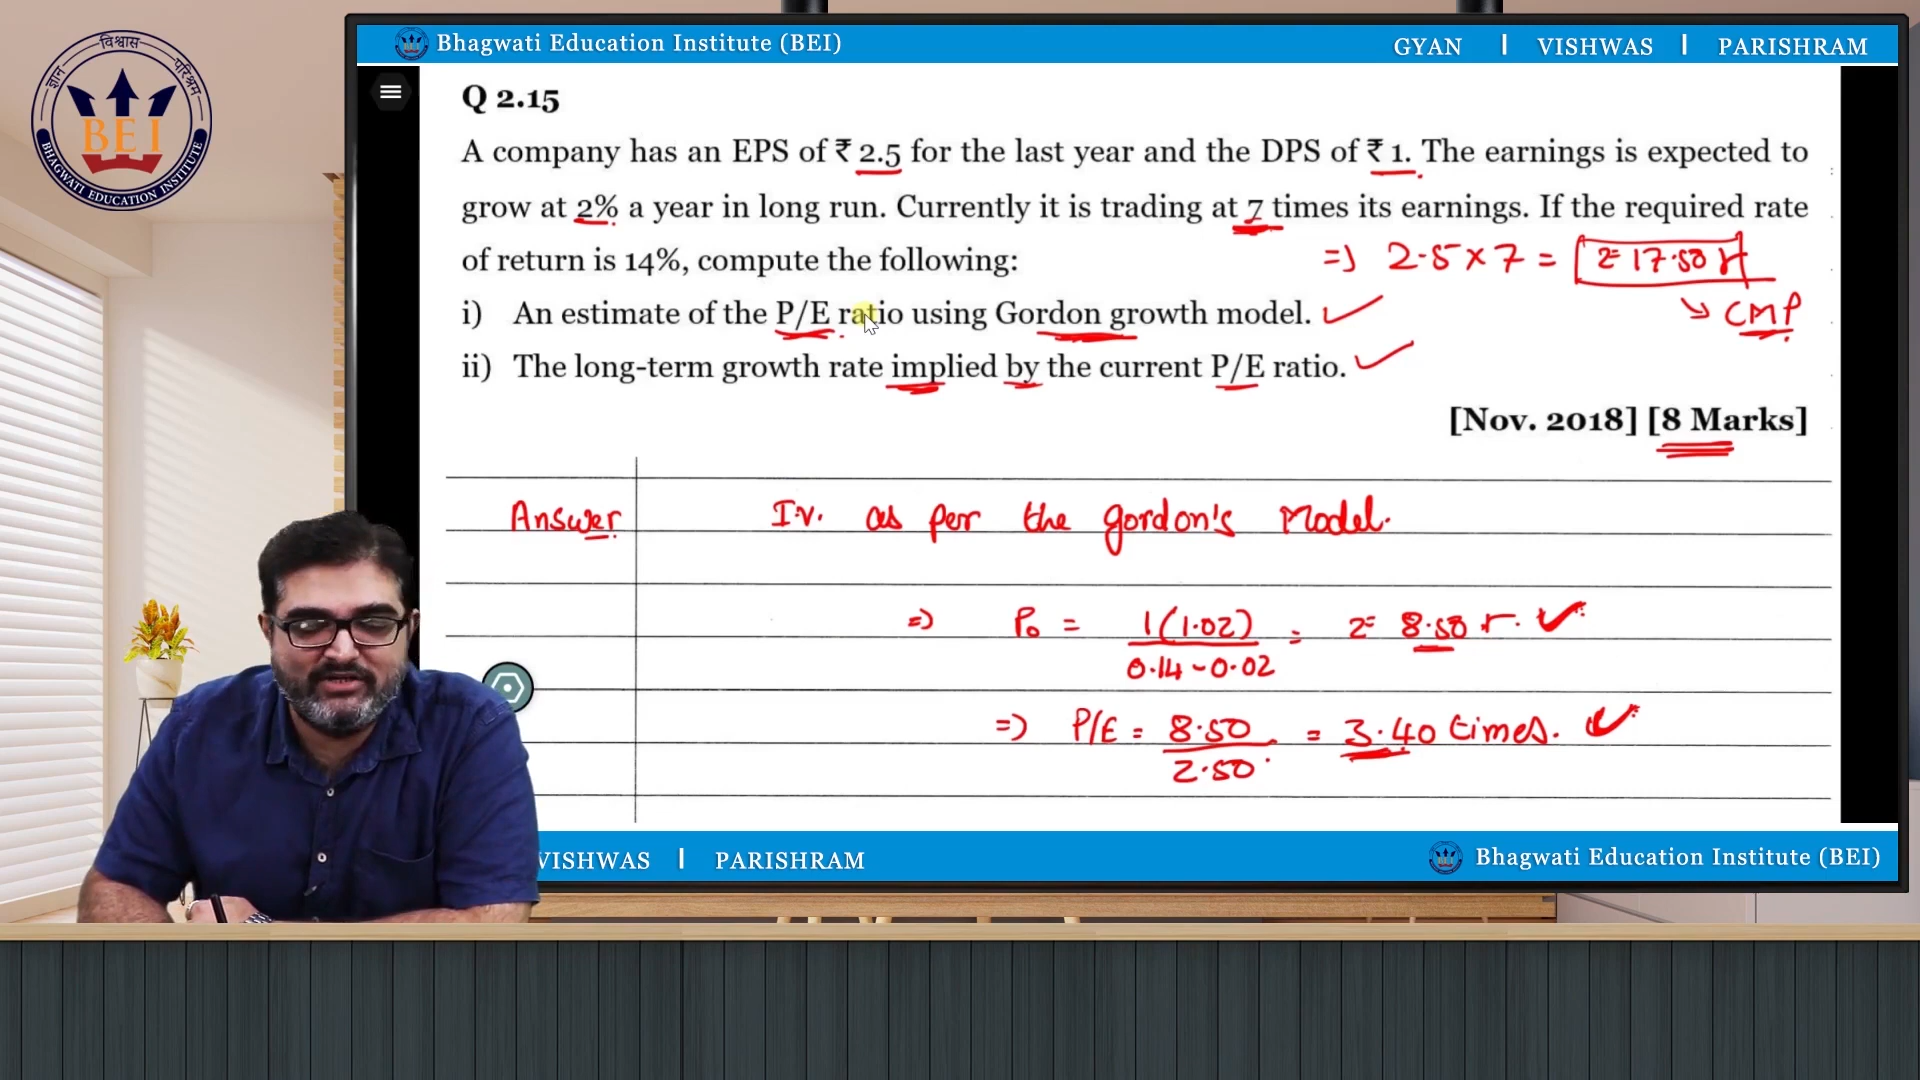 विश्वास
ज्ञान
परिश्रम
BEI
BHAGWATI EDUCATION INSTITUTE
Bhagwati Education Institute (BEI)
GYAN | VISHWAS | PARISHRAM
Q 2.15
A company has an EPS of ₹ 2.5 for the last year and the DPS of ₹ 1. The earnings is expected to
grow at 2% a year in long run. Currently it is trading at 7 times its earnings. If the required rate
of return is 14%, compute the following:
=> 2.5 x 7 = 17.50
CMP
i) An estimate of the P/E ratio using Gordon growth model.
ii) The long-term growth rate implied by the current P/E ratio.
[Nov. 2018] [8 Marks]
Answer
I.V. as per the Gordon's Model.
=> P₀ = 1(1.02) / 0.14 - 0.02 = 8.50
=> P/E = 8.50 / 2.50 = 3.40 times.
VISHWAS | PARISHRAM
Bhagwati Education Institute (BEI)